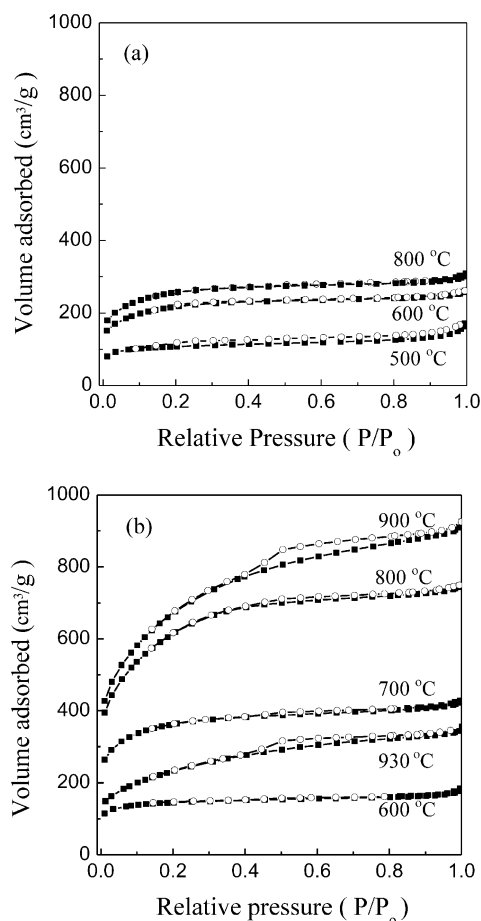 1000
(a)
800
600
400
200
0
800 °C
600 °C
500 °C
0.0 0.2 0.4 0.6 0.8 1.0
Volume adsorbed (cm³/g)
Relative Pressure ( P/Pₒ )
1000
(b)
800
600
400
200
0
900 °C
800 °C
700 °C
930 °C
600 °C
0.0 0.2 0.4 0.6 0.8 1.0
Volume adsorbed (cm³/g)
Relative pressure ( P/Pₒ )